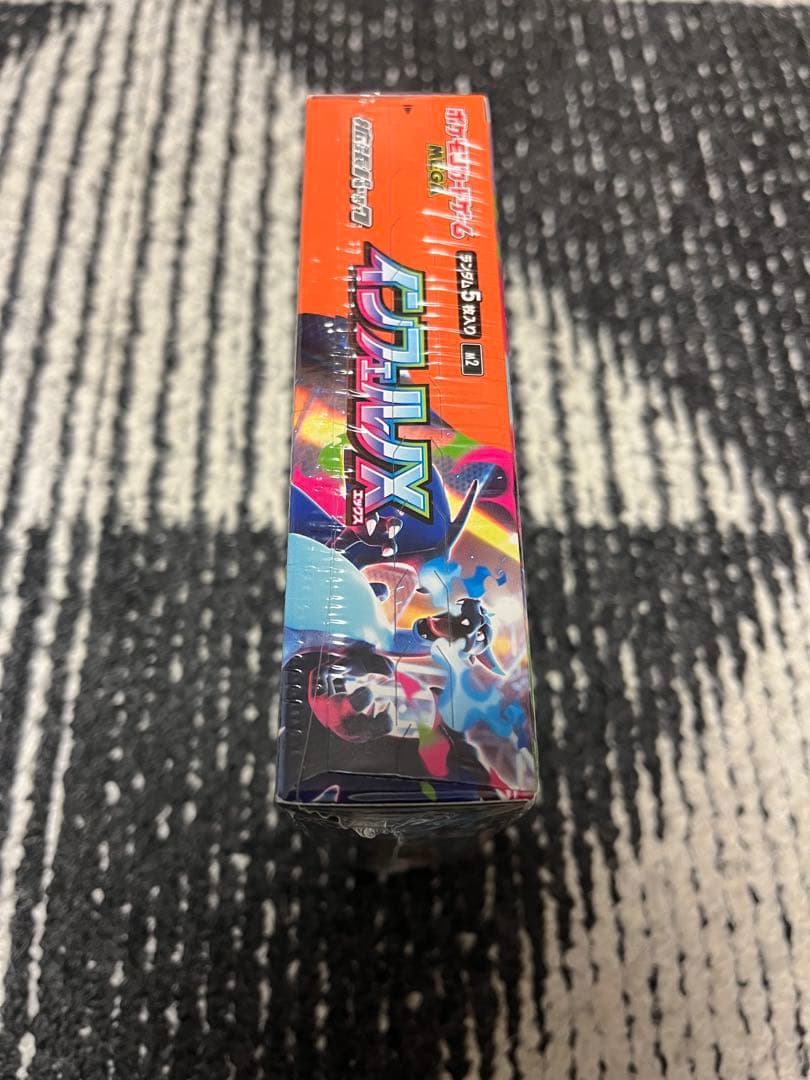 ポケモンカードゲーム
MEGA
拡張パック
ランダム5枚入り
M2
インフェルノX
エックス